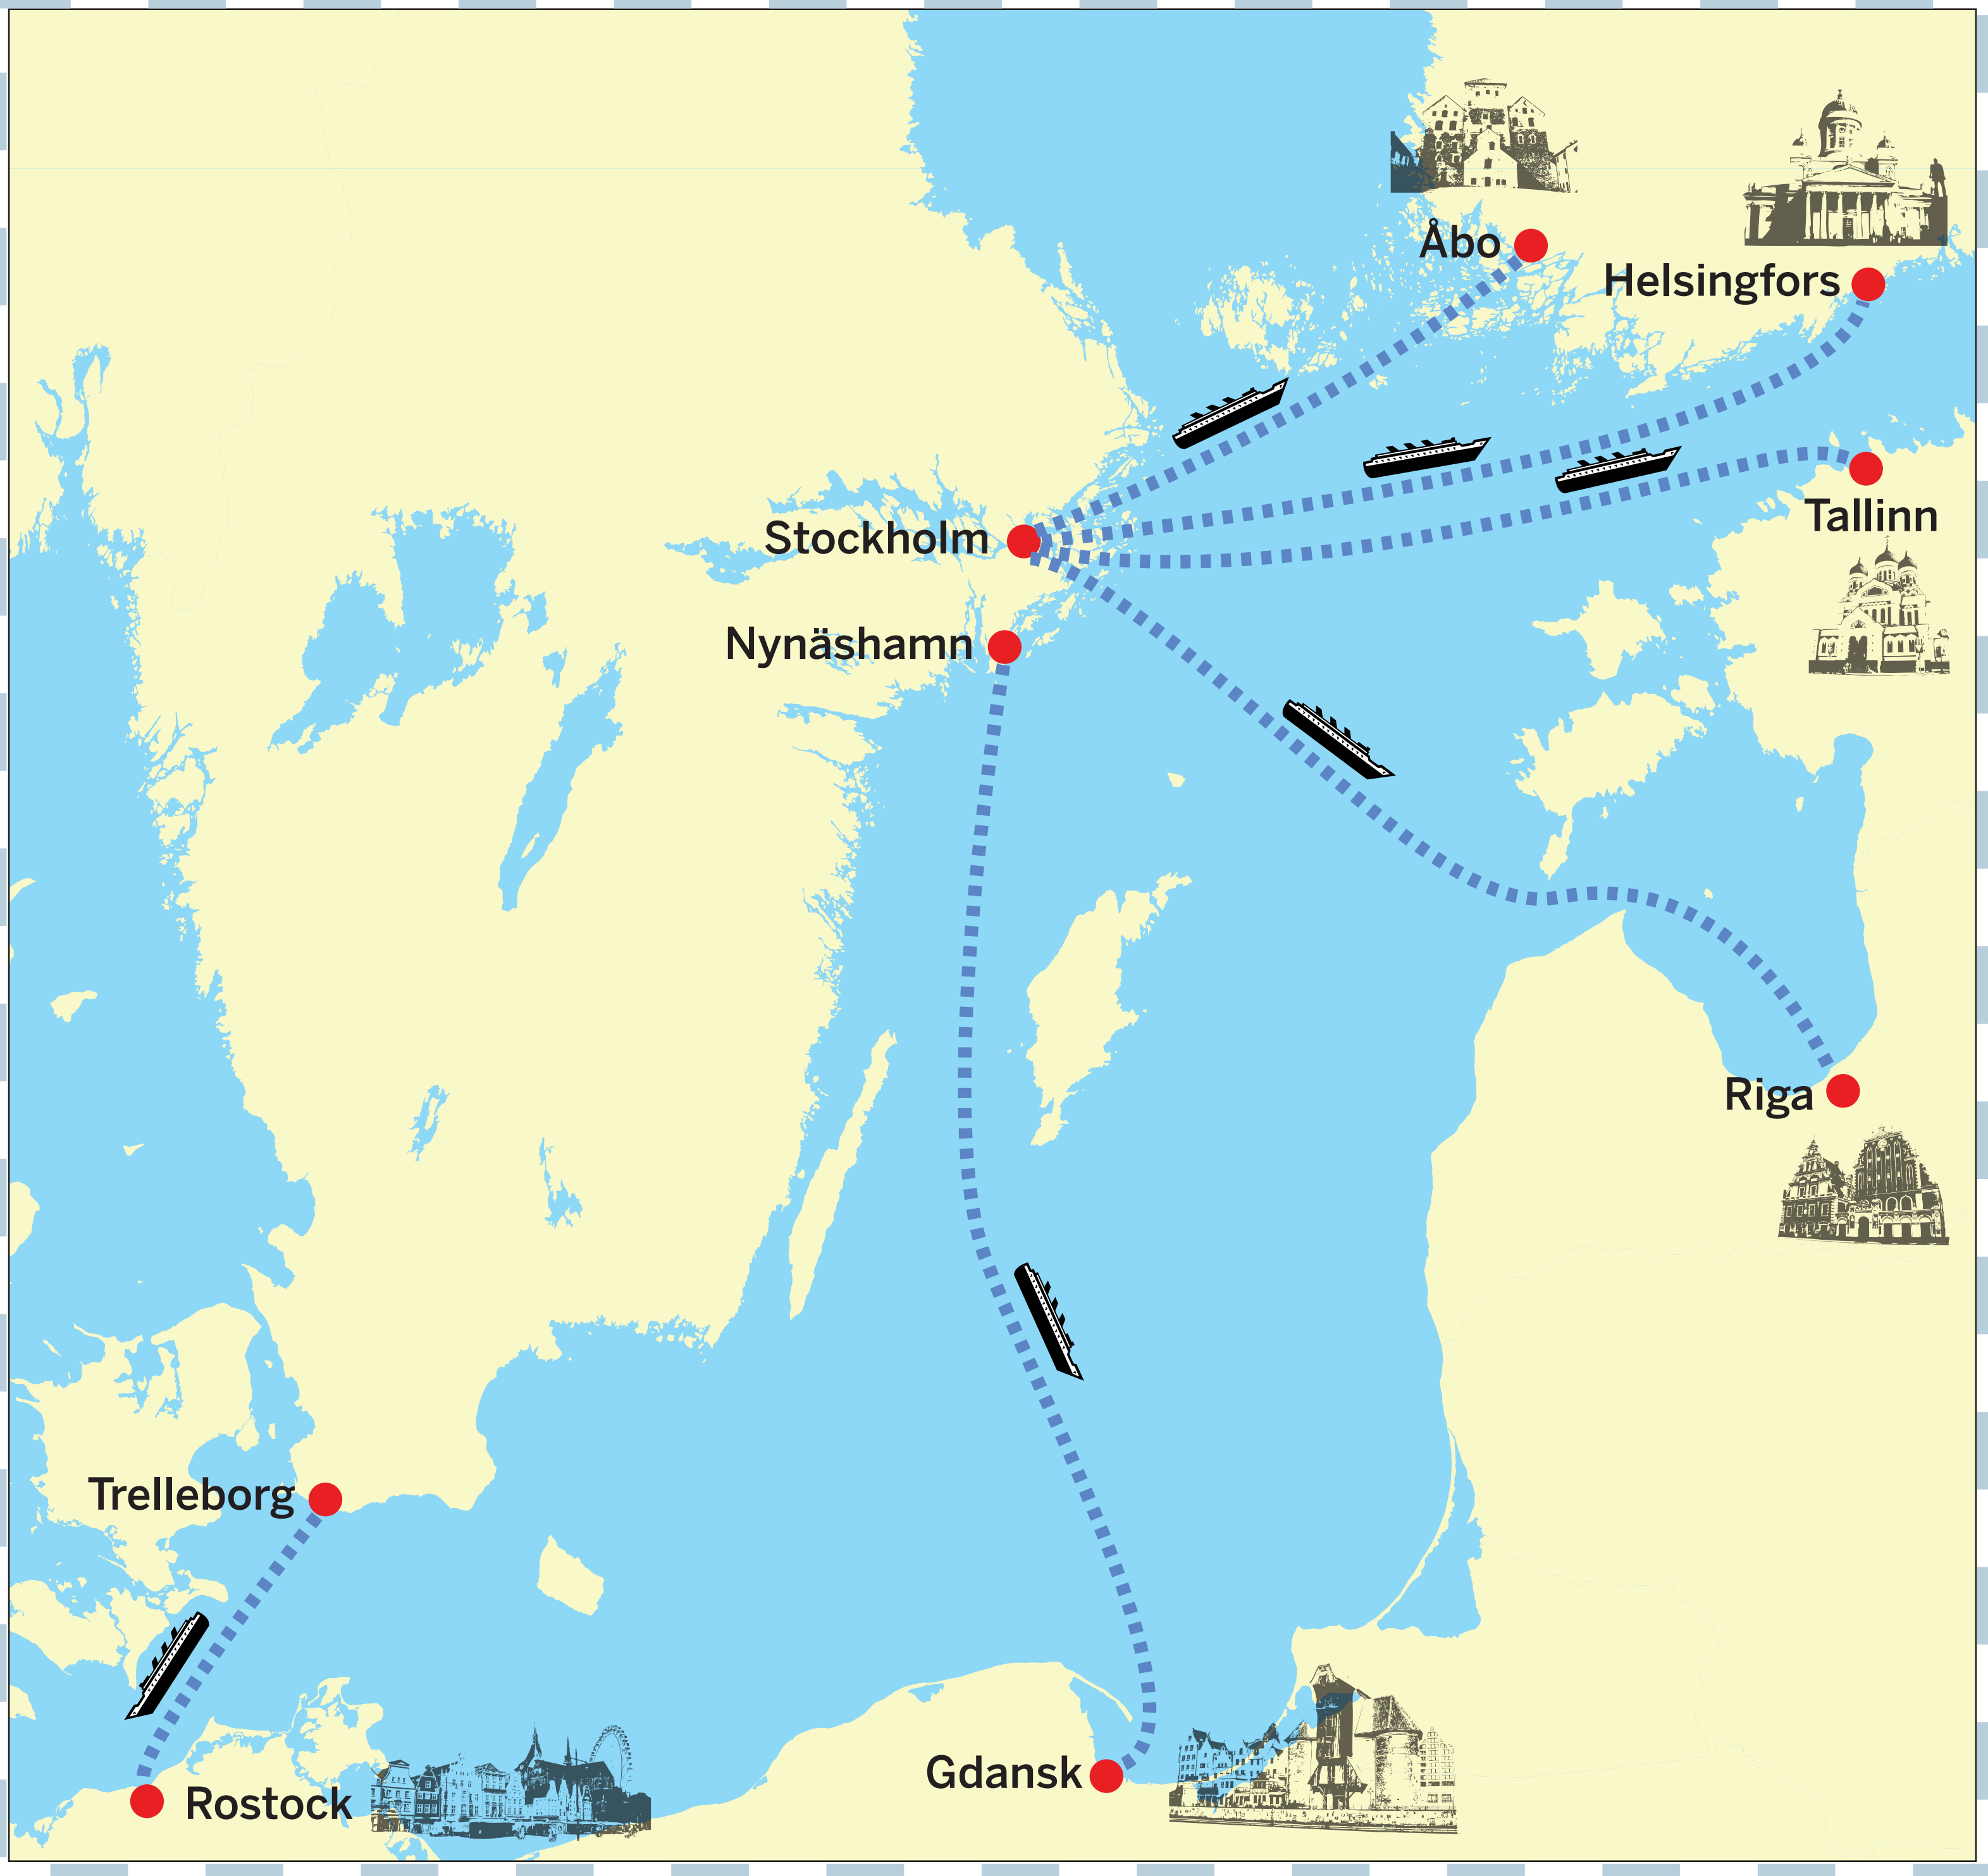 Åbo
Helsingfors
Tallinn
Stockholm
Nynäshamn
Riga
Trelleborg
Gdansk
Rostock